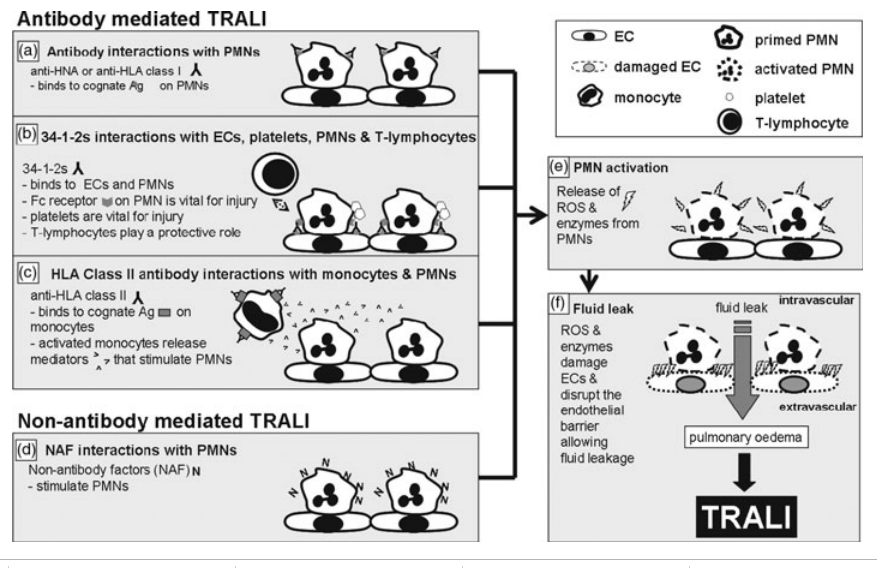 Antibody mediated TRALI
(a) Antibody interactions with PMNs
anti-HNA or anti-HLA class I
- binds to cognate Ag on PMNs
(b) 34-1-2s interactions with ECs, platelets, PMNs & T-lymphocytes
34-1-2s
- binds to ECs and PMNs
- Fc receptor on PMN is vital for injury
- platelets are vital for injury
- T-lymphocytes play a protective role
(c) HLA Class II antibody interactions with monocytes & PMNs
anti-HLA class II
- binds to cognate Ag on
monocytes
- activated monocytes release
mediators that stimulate PMNs
Non-antibody mediated TRALI
(d) NAF interactions with PMNs
Non-antibody factors (NAF) N
- stimulate PMNs
N N N N N N N N N N
EC
damaged EC
monocyte
primed PMN
activated PMN
platelet
T-lymphocyte
(e) PMN activation
Release of
ROS &
enzymes from
PMNs
(f) Fluid leak
ROS &
enzymes
damage
ECs &
disrupt the
endothelial
barrier
allowing
fluid leakage
fluid leak
intravascular
extravascular
pulmonary oedema
TRALI